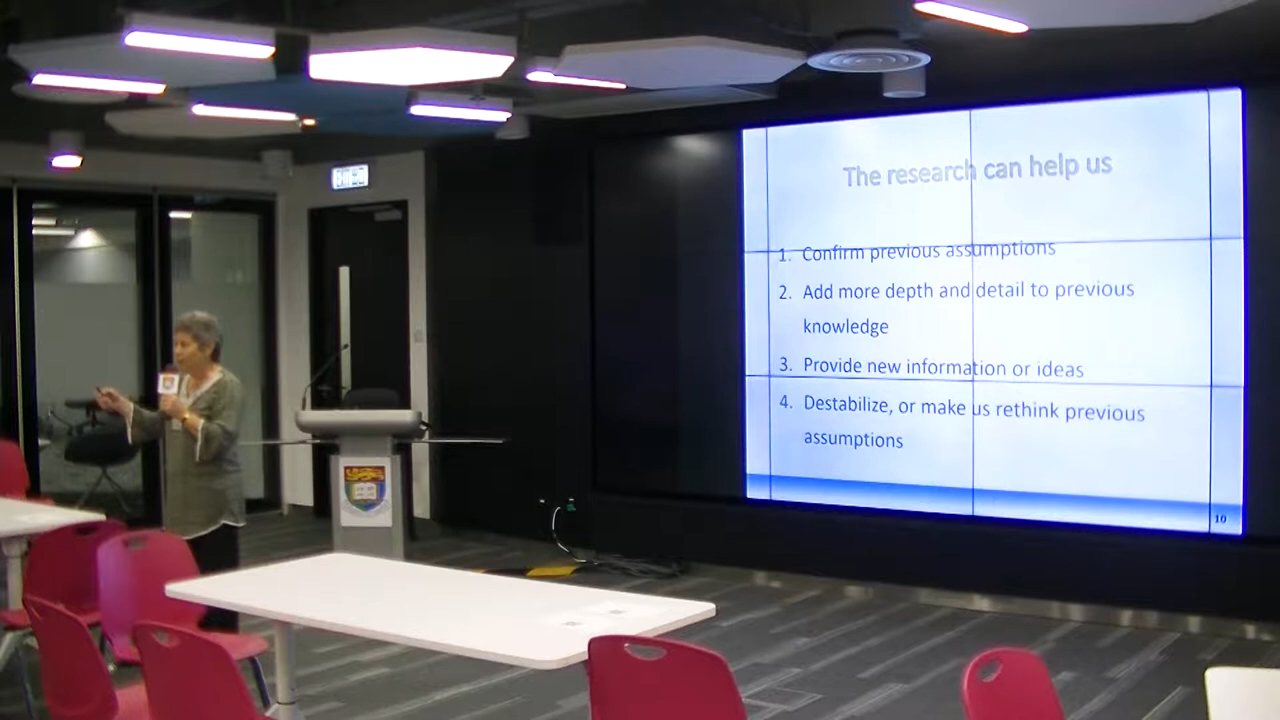 The research can help us
1. Confirm previous assumptions
2. Add more depth and detail to previous
knowledge
3. Provide new information or ideas
4. Destabilize, or make us rethink previous
assumptions
10
EXIT